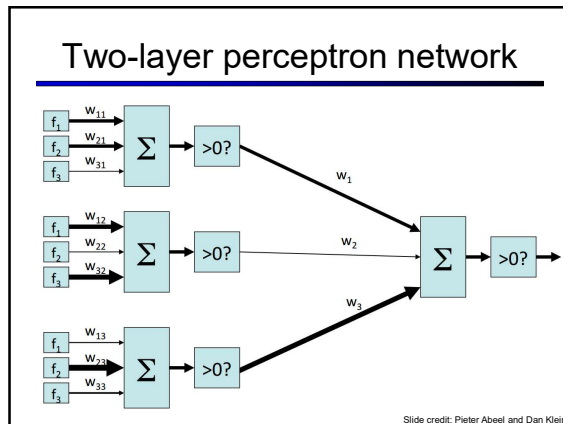 Two-layer perceptron network
f₁ w₁₁
f₂ w₂₁
f₃ w₃₁
Σ
>0?
w₁
f₁ w₁₂
f₂ w₂₂
f₃ w₃₂
Σ
>0?
w₂
Σ
>0?
f₁ w₁₃
f₂ w₂₃
f₃ w₃₃
Σ
>0?
w₃
Slide credit: Pieter Abeel and Dan Klein